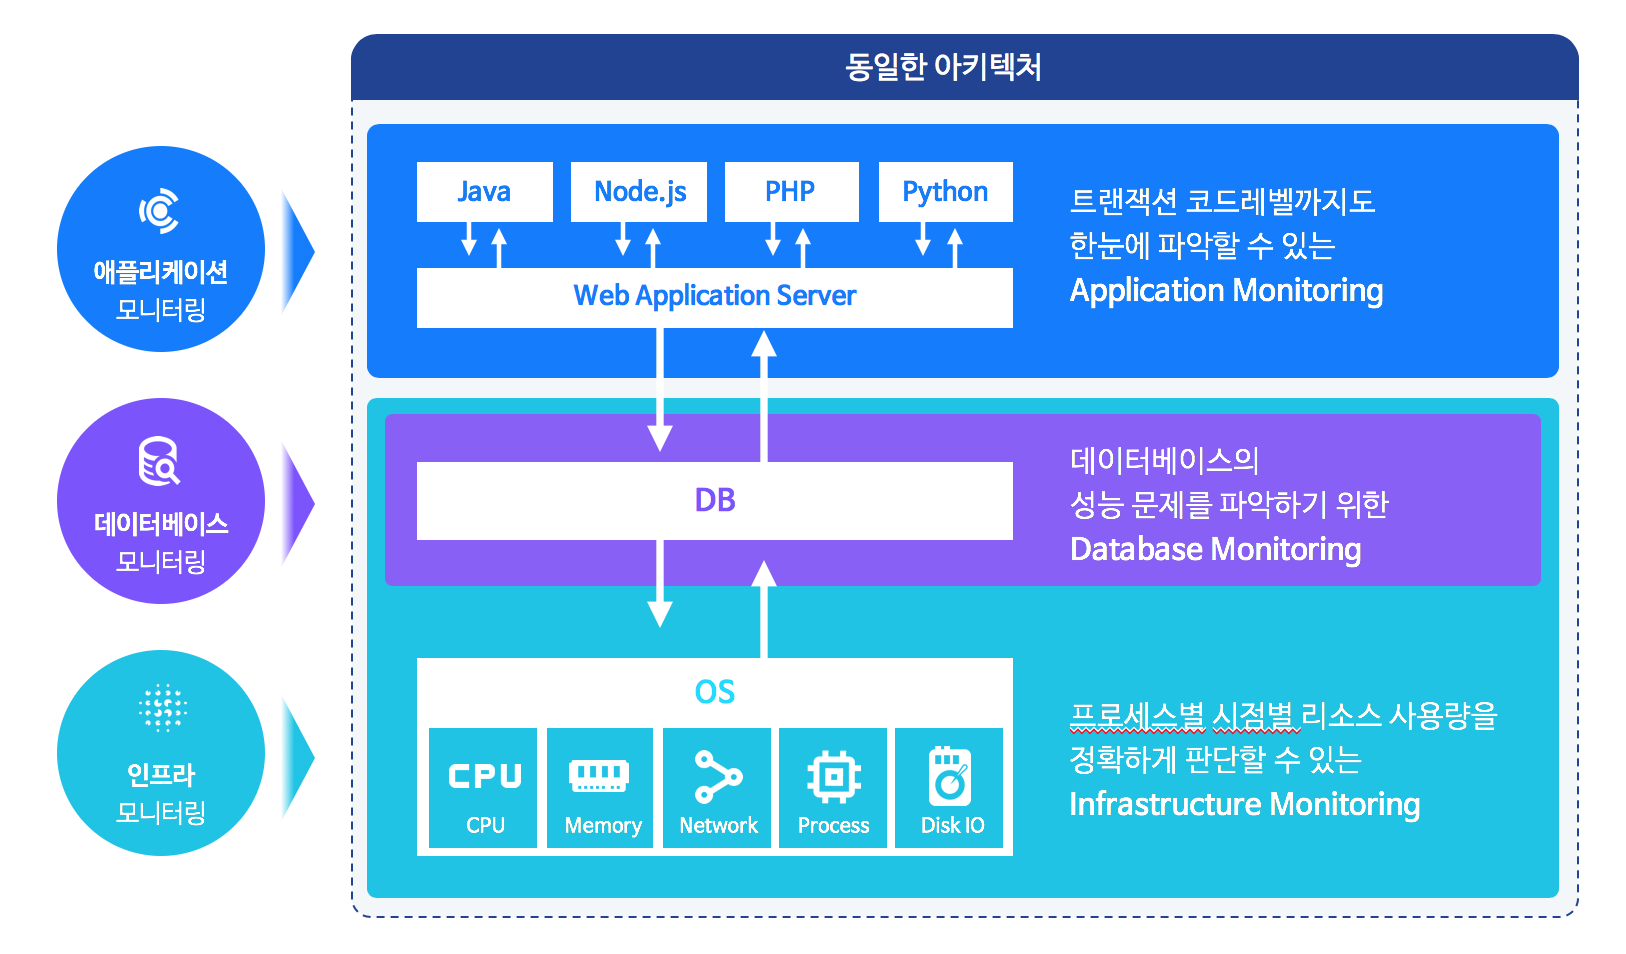 동일한 아키텍처
애플리케이션
모니터링
Java
Node.js
PHP
Python
Web Application Server
트랜잭션 코드레벨까지도
한눈에 파악할 수 있는
Application Monitoring
데이터베이스
모니터링
DB
데이터베이스의
성능 문제를 파악하기 위한
Database Monitoring
인프라
모니터링
OS
CPU
CPU
Memory
Network
Process
Disk IO
프로세스별 시점별 리소스 사용량을
정확하게 판단할 수 있는
Infrastructure Monitoring